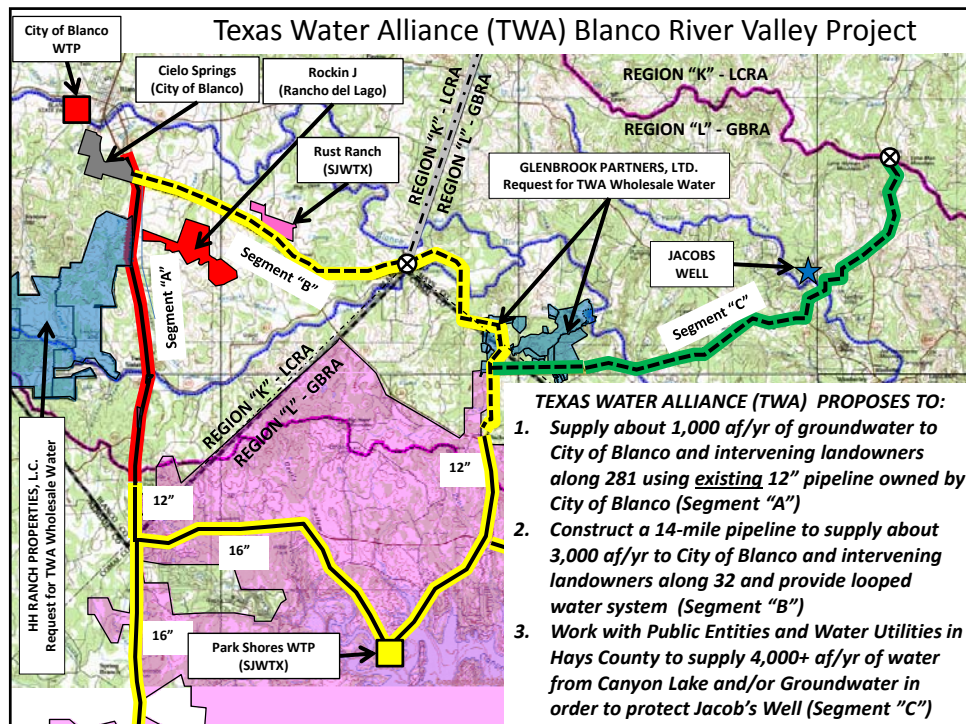 Texas Water Alliance (TWA) Blanco River Valley Project
City of Blanco
WTP
Cielo Springs
(City of Blanco)
Rockin J
(Rancho del Lago)
Rust Ranch
(SJWTX)
REGION “K” - LCRA
REGION “L” - GBRA
REGION “K” - LCRA
REGION “L” - GBRA
GLENBROOK PARTNERS, LTD.
Request for TWA Wholesale Water
JACOBS
WELL
Segment “A”
Segment “B”
Segment “C”
HH RANCH PROPERTIES, L.C.
Request for TWA Wholesale Water
REGION “K” - LCRA
REGION “L” - GBRA
12”
12”
16”
16”
Park Shores WTP
(SJWTX)
TEXAS WATER ALLIANCE (TWA) PROPOSES TO:
1. Supply about 1,000 af/yr of groundwater to
City of Blanco and intervening landowners
along 281 using existing 12” pipeline owned by
City of Blanco (Segment “A”)
2. Construct a 14-mile pipeline to supply about
3,000 af/yr to City of Blanco and intervening
landowners along 32 and provide looped
water system (Segment “B”)
3. Work with Public Entities and Water Utilities in
Hays County to supply 4,000+ af/yr of water
from Canyon Lake and/or Groundwater in
order to protect Jacob’s Well (Segment ”C”)